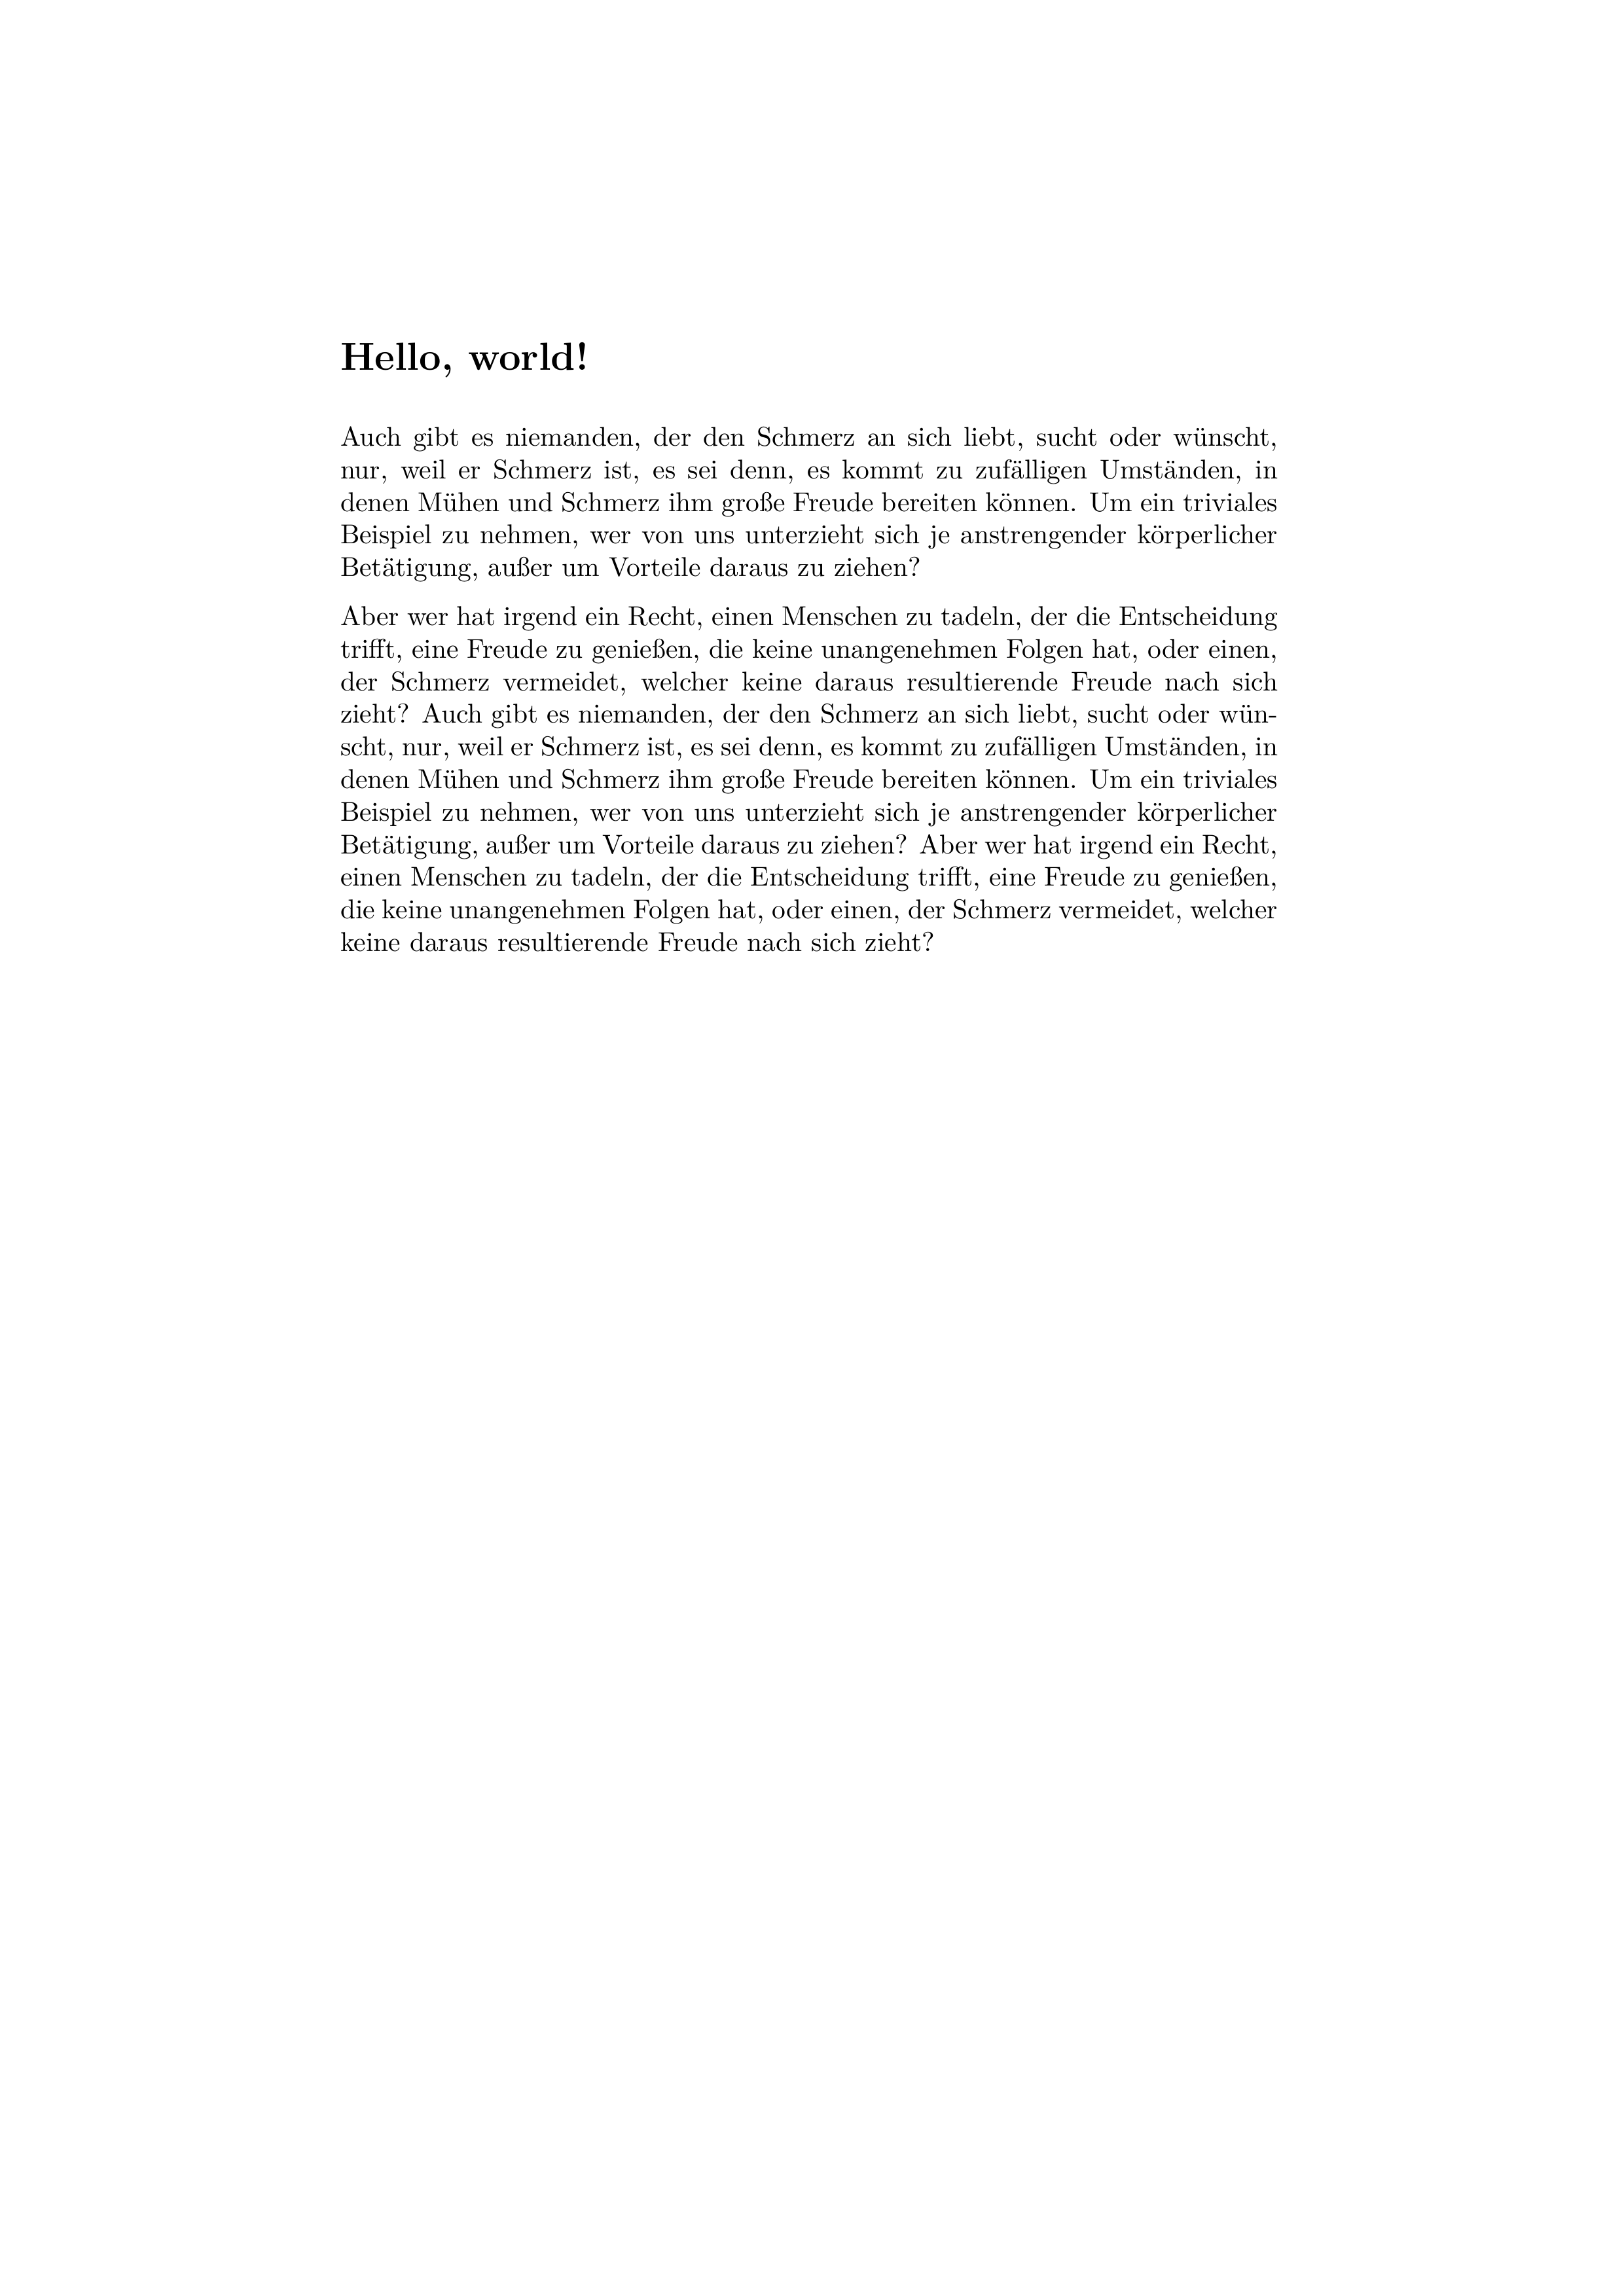 Hello, world!
Auch gibt es niemanden, der den Schmerz an sich liebt, sucht oder wünscht,
nur, weil er Schmerz ist, es sei denn, es kommt zu zufälligen Umständen, in
denen Mühen und Schmerz ihm große Freude bereiten können. Um ein triviales
Beispiel zu nehmen, wer von uns unterzieht sich je anstrengender körperlicher
Betätigung, außer um Vorteile daraus zu ziehen?
Aber wer hat irgend ein Recht, einen Menschen zu tadeln, der die Entscheidung
trifft, eine Freude zu genießen, die keine unangenehmen Folgen hat, oder einen,
der Schmerz vermeidet, welcher keine daraus resultierende Freude nach sich
zieht? Auch gibt es niemanden, der den Schmerz an sich liebt, sucht oder wün-
scht, nur, weil er Schmerz ist, es sei denn, es kommt zu zufälligen Umständen, in
denen Mühen und Schmerz ihm große Freude bereiten können. Um ein triviales
Beispiel zu nehmen, wer von uns unterzieht sich je anstrengender körperlicher
Betätigung, außer um Vorteile daraus zu ziehen? Aber wer hat irgend ein Recht,
einen Menschen zu tadeln, der die Entscheidung trifft, eine Freude zu genießen,
die keine unangenehmen Folgen hat, oder einen, der Schmerz vermeidet, welcher
keine daraus resultierende Freude nach sich zieht?